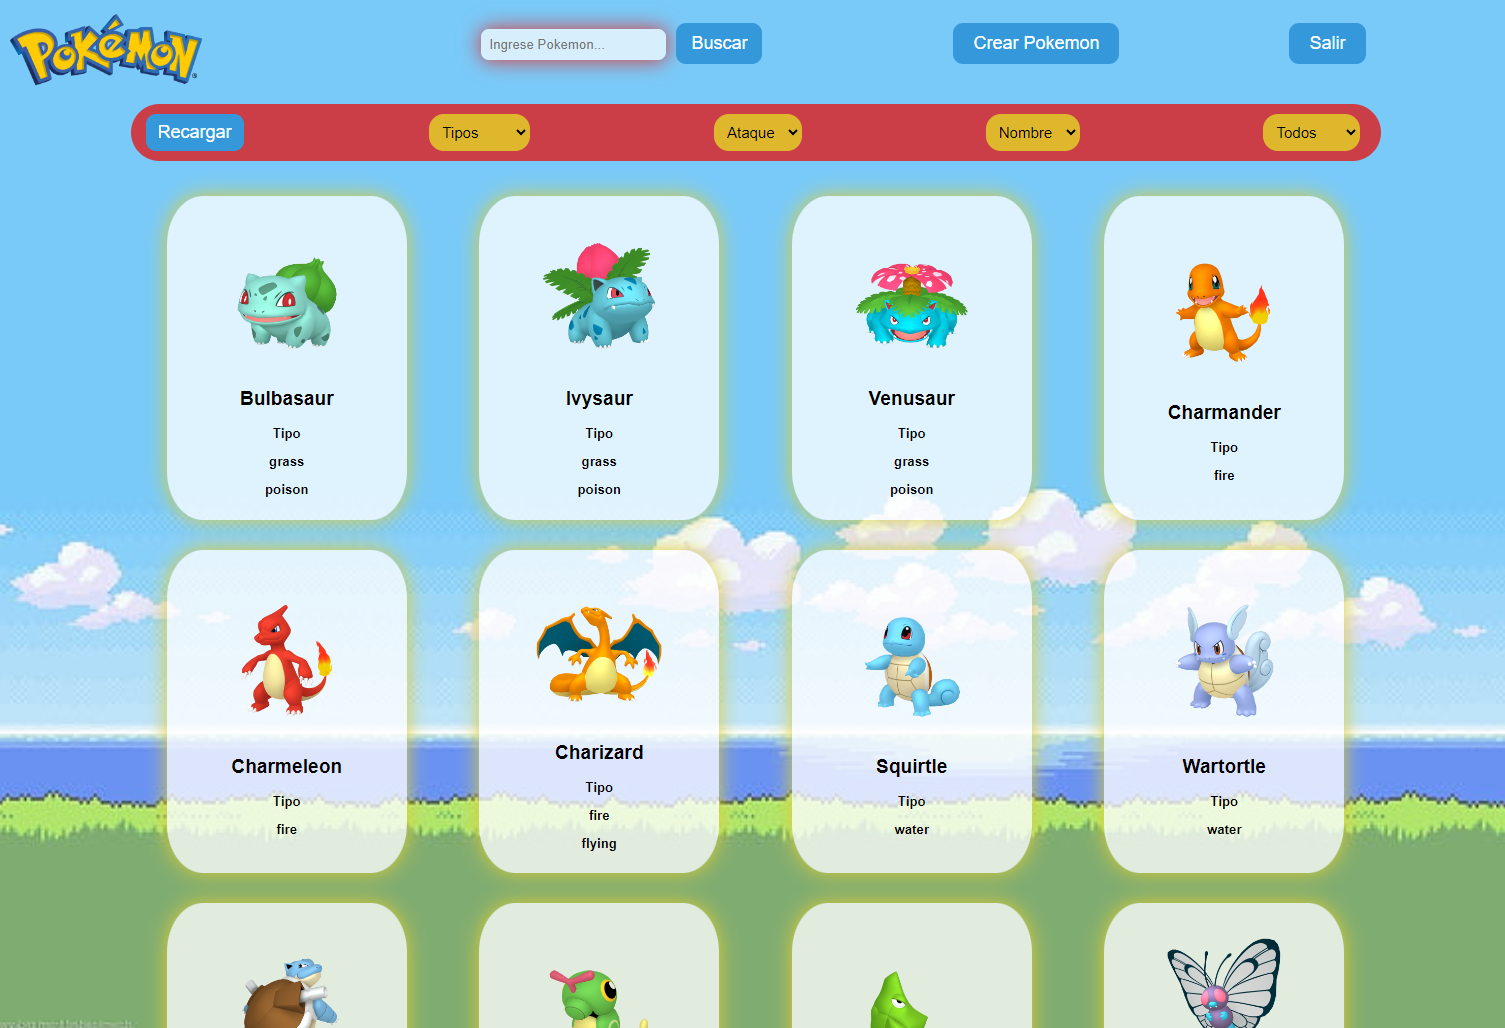 POKéMON
Ingrese Pokemon...
Buscar
Crear Pokemon
Salir
Recargar
Tipos
Ataque
Nombre
Todos
Bulbasaur
Tipo
grass
poison
Ivysaur
Tipo
grass
poison
Venusaur
Tipo
grass
poison
Charmander
Tipo
fire
Charmeleon
Tipo
fire
Charizard
Tipo
fire
flying
Squirtle
Tipo
water
Wartortle
Tipo
water